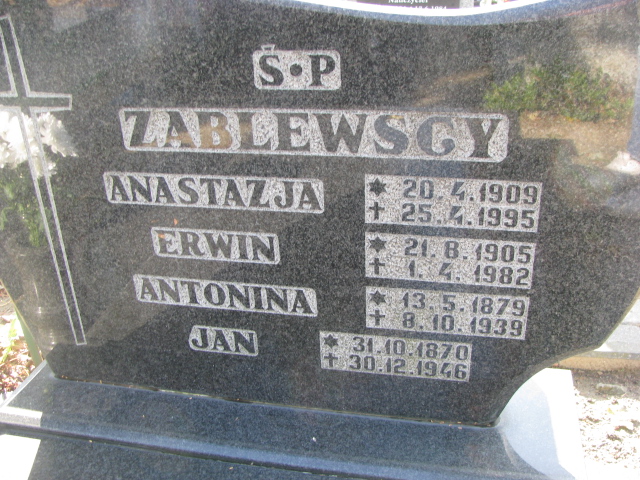 Ś•P
ZABLEWSCY
ANASTAZJA
✶ 20 4.1909
✝ 25.4.1995
ERWIN
✶ 21.8.1905
✝ 1.4.1982
ANTONINA
✶ 13.5.1879
✝ 8.10.1939
JAN
✶ 31.10.1870
✝ 30.12.1946